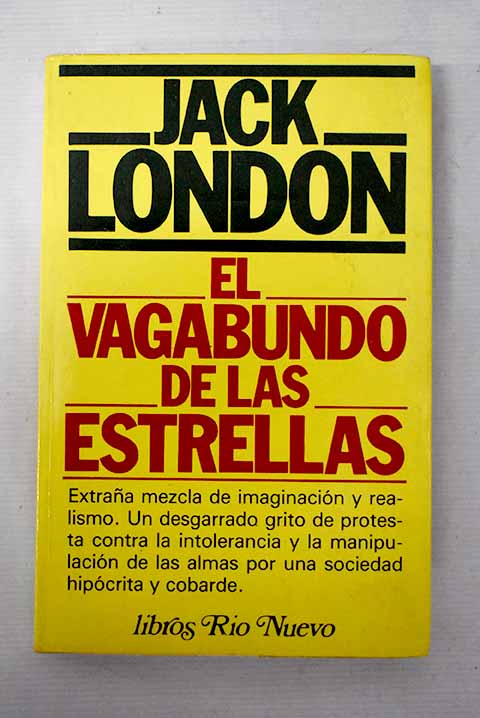 JACK
LONDON
EL
VAGABUNDO
DE LAS
ESTRELLAS
Extraña mezcla de imaginación y rea-
lismo. Un desgarrado grito de protes-
ta contra la intolerancia y la manipu-
lación de las almas por una sociedad
hipócrita y cobarde.
libros Rio Nuevo